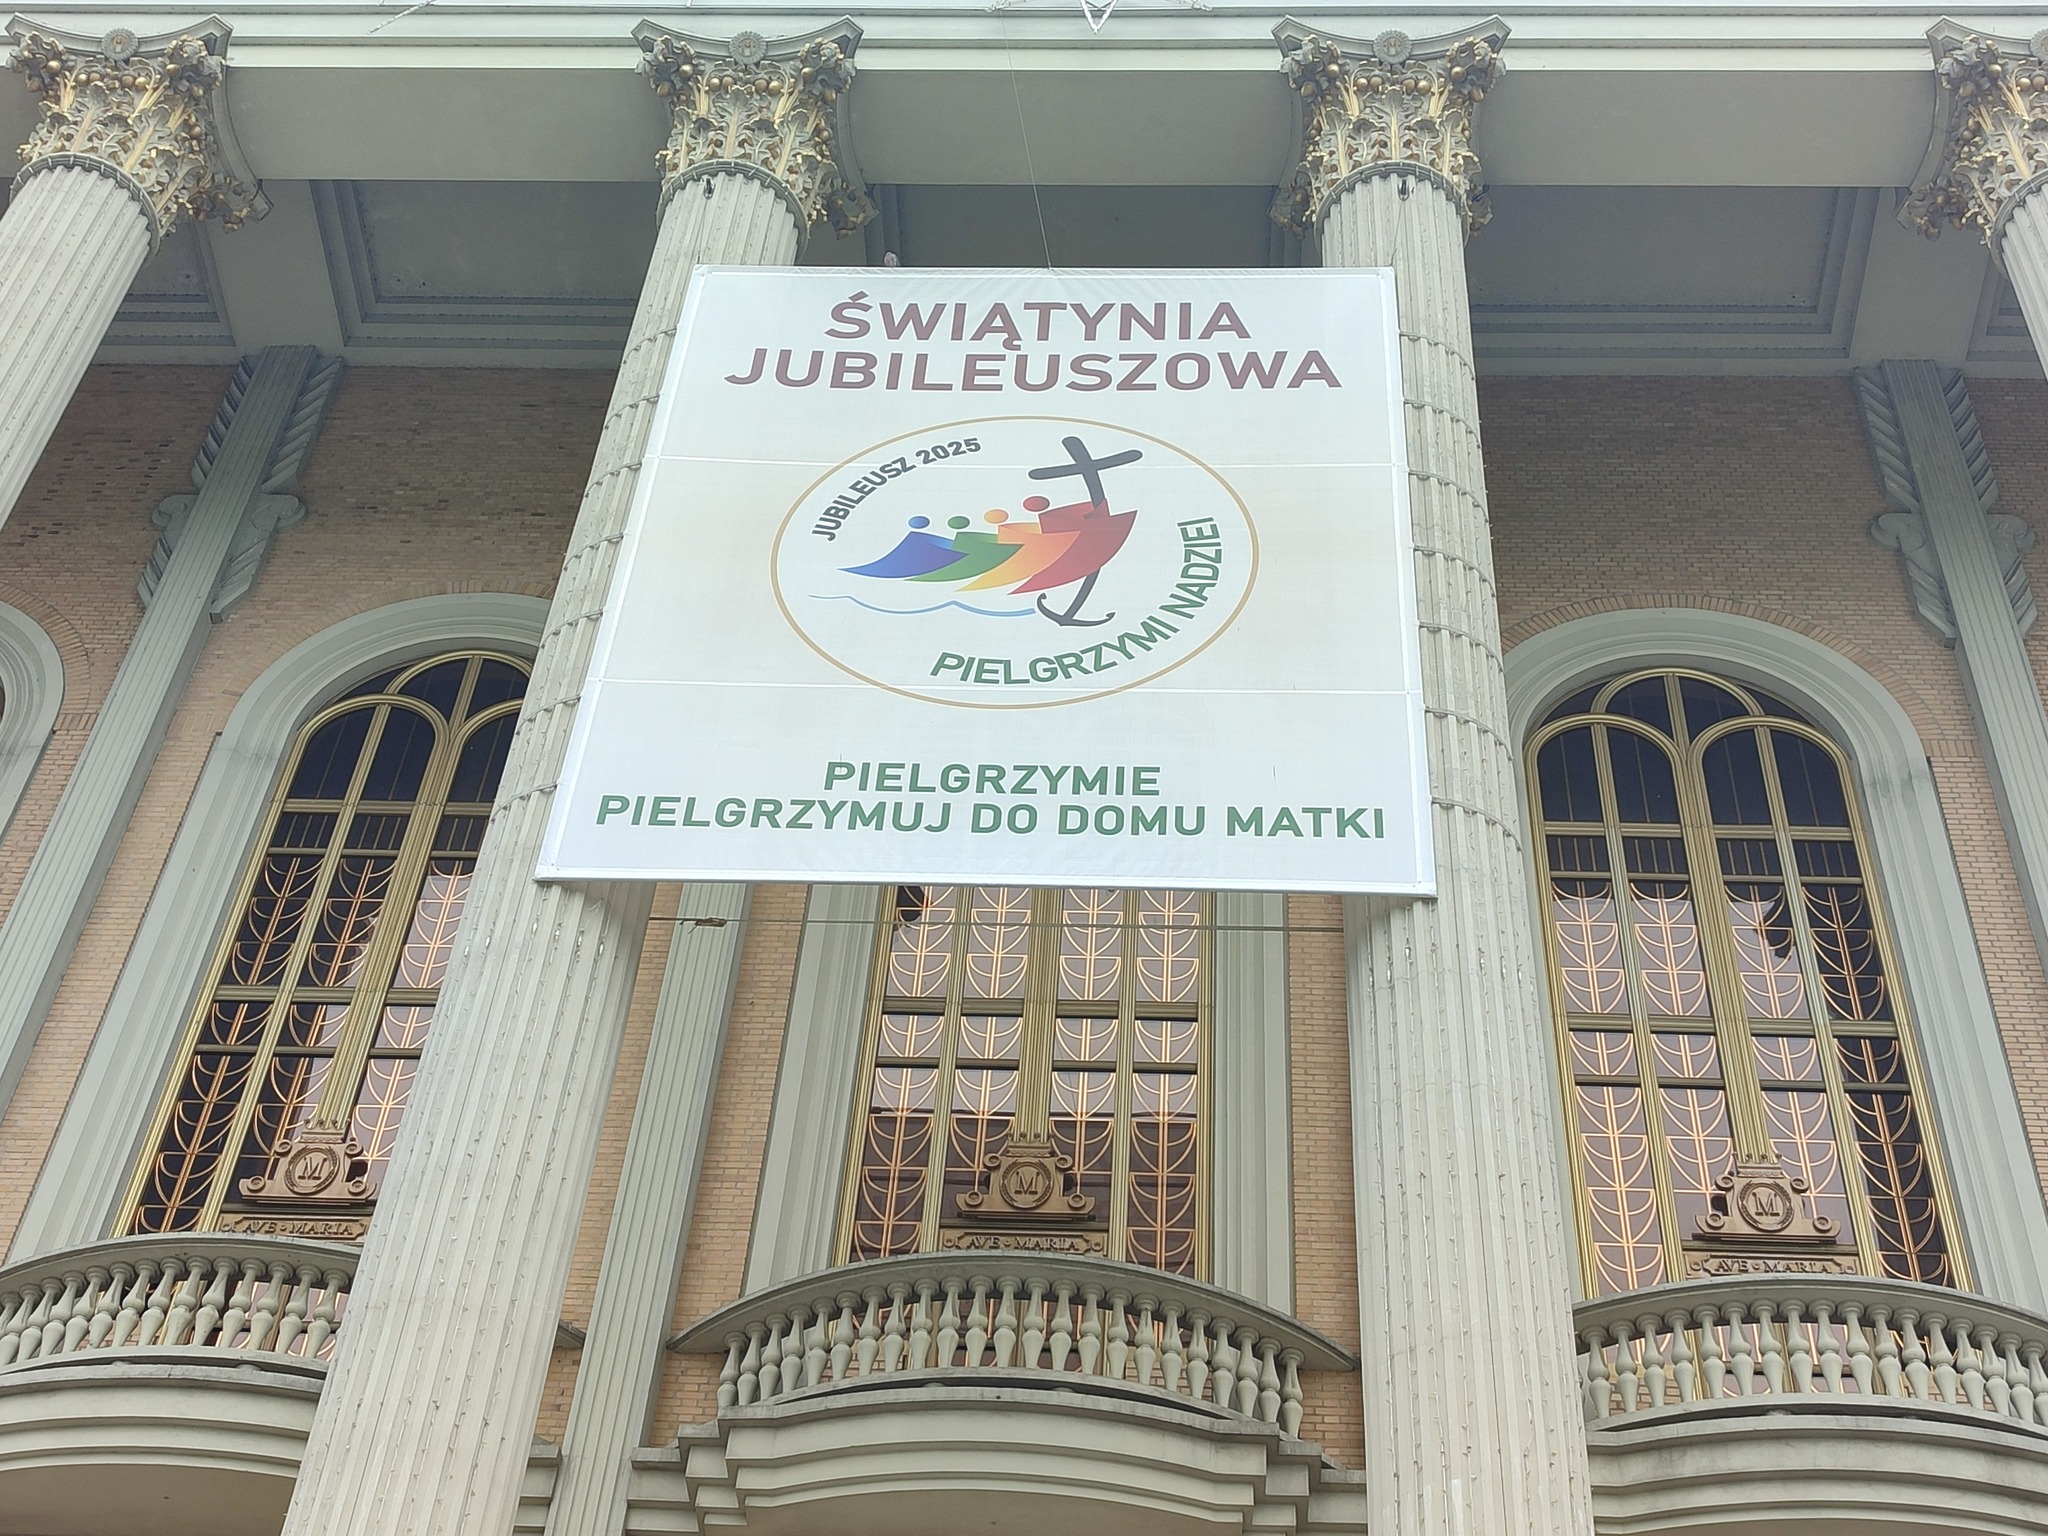 ŚWIĄTYNIA
JUBILEUSZOWA
JUBILEUSZ 2025
PIELGRZYMI NADZIEI
PIELGRZYMIE
PIELGRZYMUJ DO DOMU MATKI
M
M
M
AVE MARIA
AVE MARIA
AVE MARIA